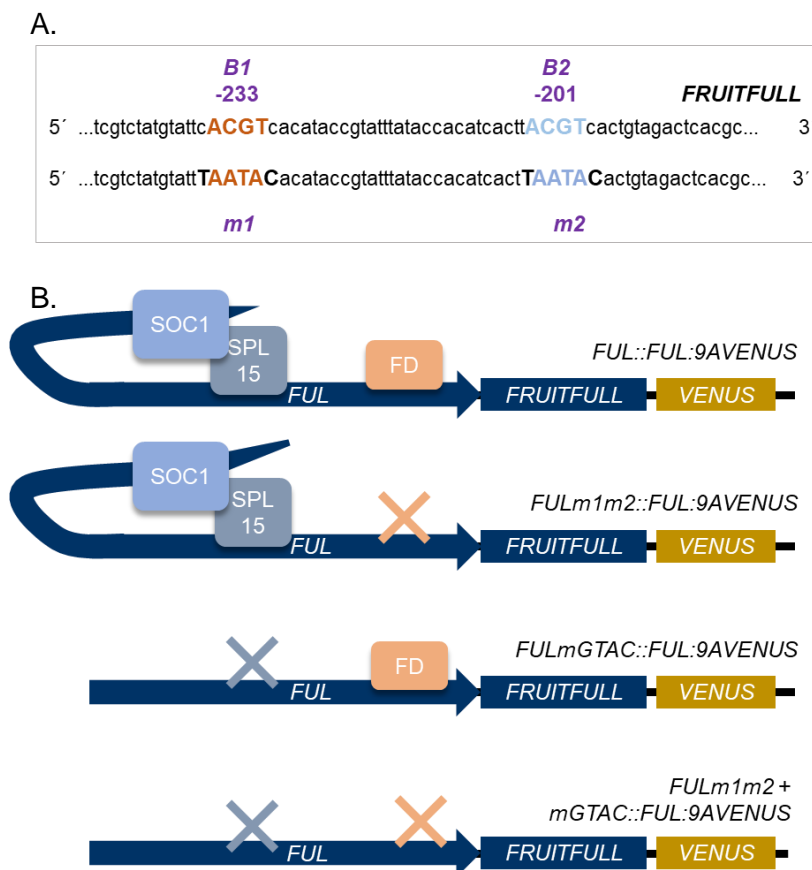 A.
B1 B2
-233 -201 FRUITFULL
5´ ...tcgtctatgtattcACGTcacataccgtatttataccacatcacttACGTcactgtagactcacgc... 3
5´ ...tcgtctatgtattTAATACacataccgtatttataccacatcactTAATACactgtagactcacgc... 3´
m1 m2
B.
SOC1
SPL
15
FUL
FD
FUL::FUL:9AVENUS
FRUITFULL VENUS
SOC1
SPL
15
FUL
FULm1m2::FUL:9AVENUS
FRUITFULL VENUS
FD
FUL
FULmGTAC::FUL:9AVENUS
FRUITFULL VENUS
FUL
FULm1m2 +
mGTAC::FUL:9AVENUS
FRUITFULL VENUS